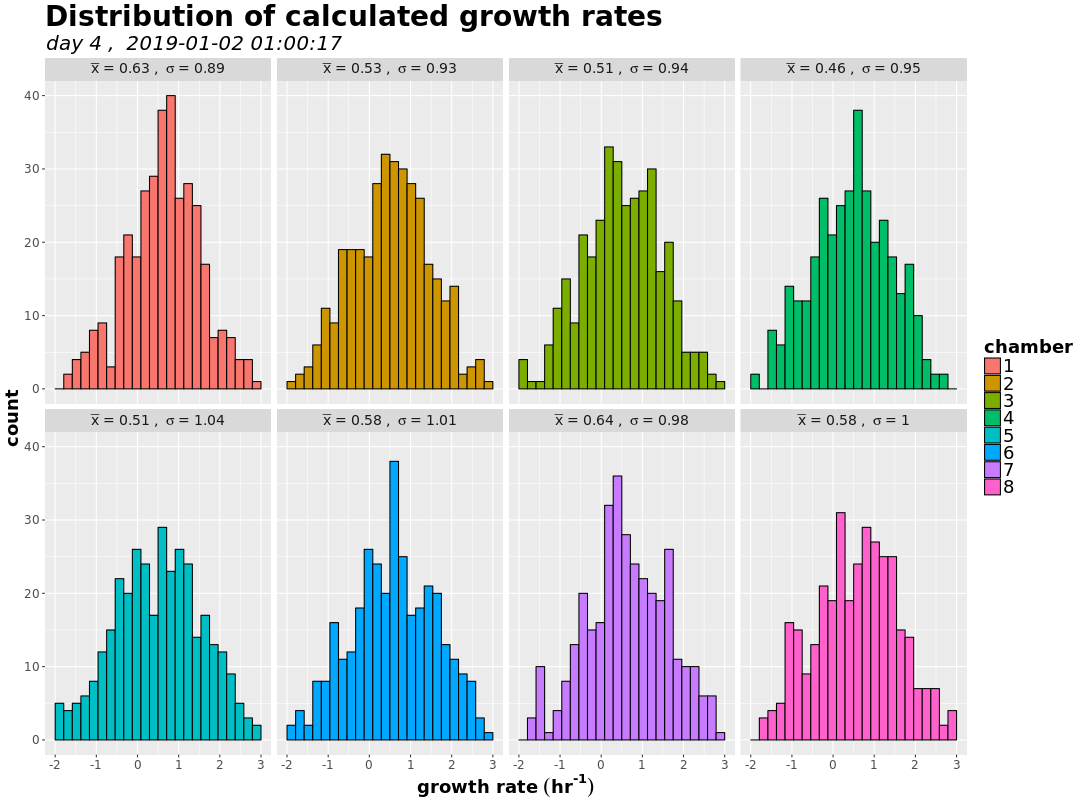 Distribution of calculated growth rates
day 4 ,  2019-01-02 01:00:17
x̅ = 0.63 ,  σ = 0.89
x̅ = 0.53 ,  σ = 0.93
x̅ = 0.51 ,  σ = 0.94
x̅ = 0.46 ,  σ = 0.95
40
30
20
10
0
x̅ = 0.51 ,  σ = 1.04
x̅ = 0.58 ,  σ = 1.01
x̅ = 0.64 ,  σ = 0.98
x̅ = 0.58 ,  σ = 1
40
30
20
10
0
-2 -1 0 1 2 3
-2 -1 0 1 2 3
-2 -1 0 1 2 3
-2 -1 0 1 2 3
count
growth rate (hr⁻¹)
chamber
1
2
3
4
5
6
7
8